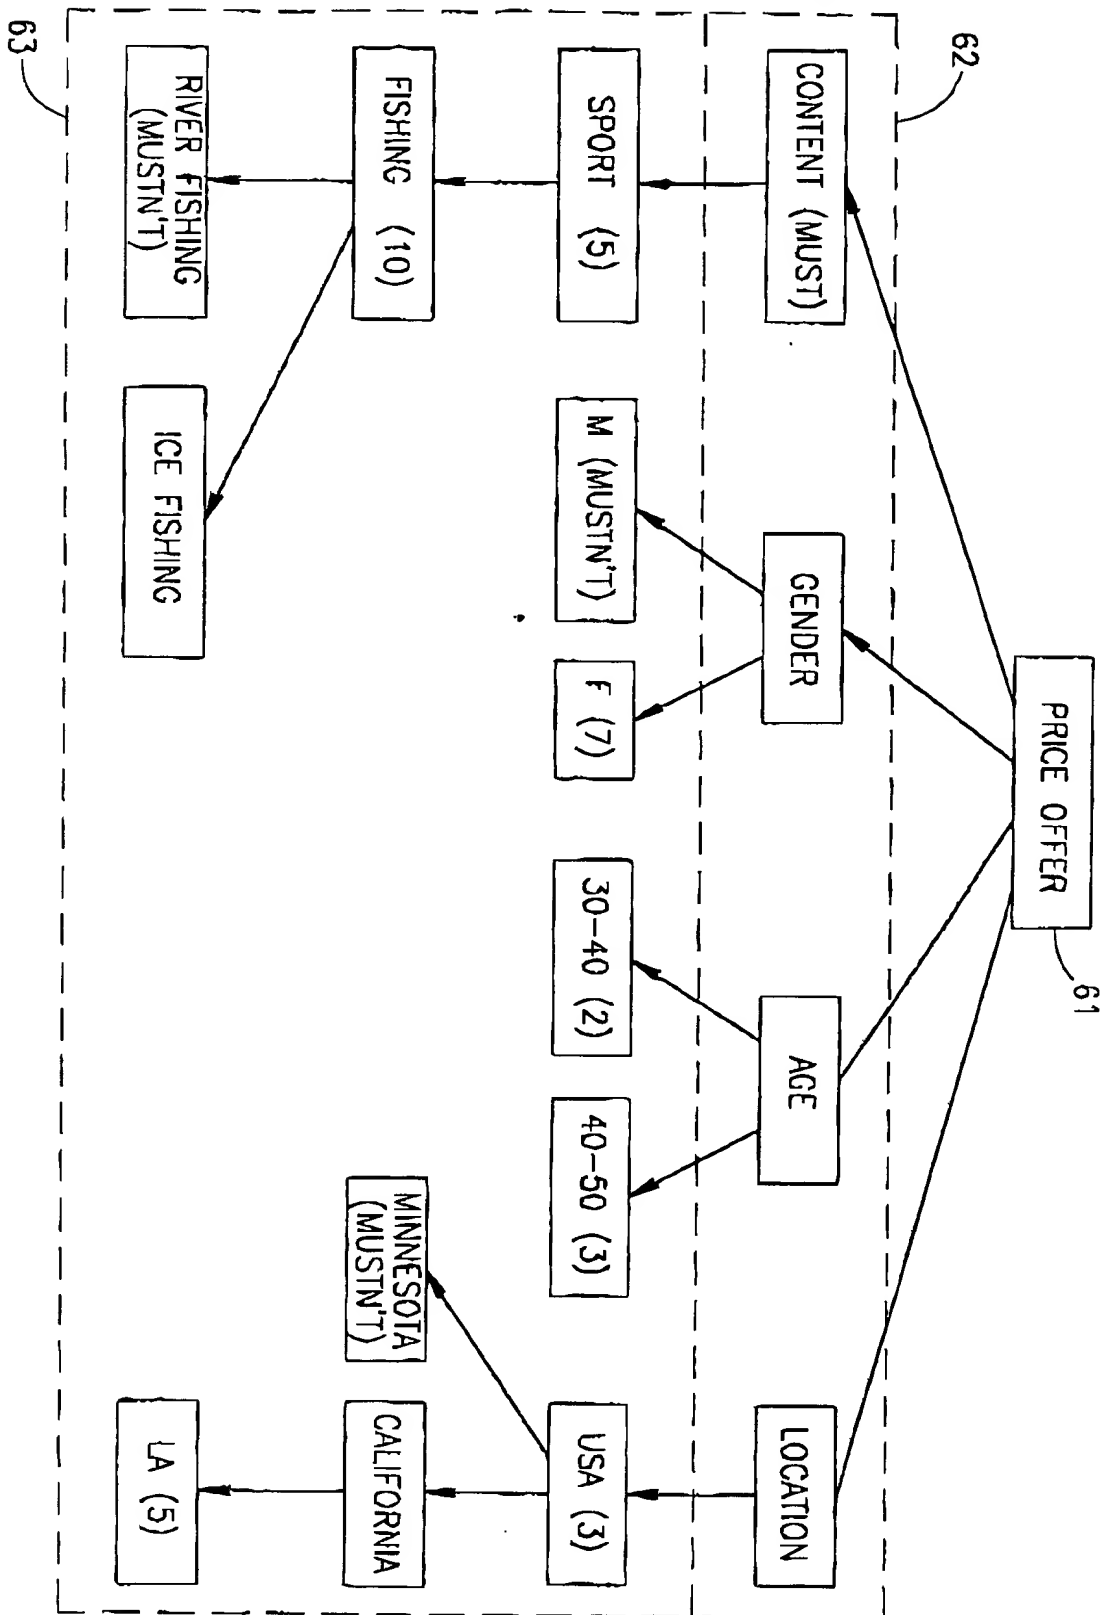 PRICE OFFER
61
62
CONTENT (MUST)
GENDER
AGE
LOCATION
SPORT (5)
M (MUSTN'T)
F (7)
30-40 (2)
40-50 (3)
USA (3)
FISHING (10)
MINNESOTA
(MUSTN'T)
CALIFORNIA
RIVER FISHING
(MUSTN'T)
ICE FISHING
LA (5)
63